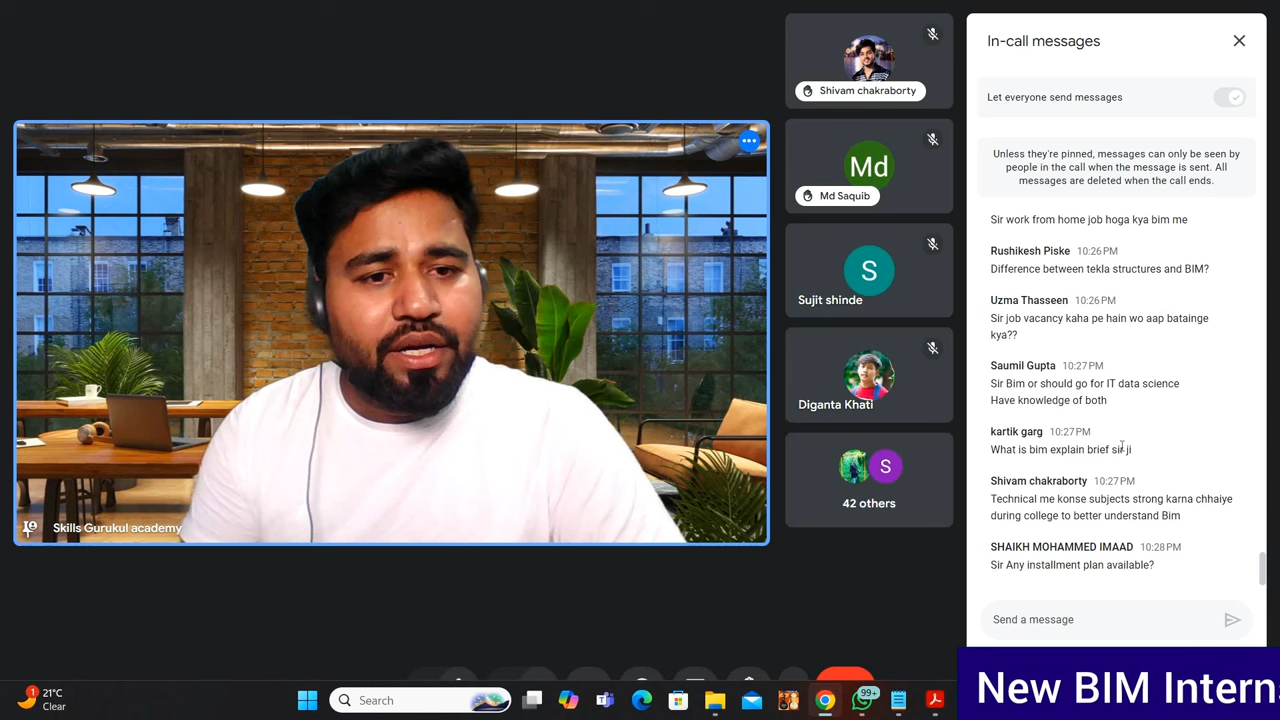 Shivam chakraborty
Md
Md Saquib
S
Sujit shinde
Diganta Khati
S
42 others
Skills Gurukul academy
In-call messages
Let everyone send messages
Unless they're pinned, messages can only be seen by
people in the call when the message is sent. All
messages are deleted when the call ends.
Sir work from home job hoga kya bim me
Rushikesh Piske 10:26 PM
Difference between tekla structures and BIM?
Uzma Thasseen 10:26 PM
Sir job vacancy kaha pe hain wo aap batainge
kya??
Saumil Gupta 10:27 PM
Sir Bim or should go for IT data science
Have knowledge of both
kartik garg 10:27 PM
What is bim explain brief sir ji
Shivam chakraborty 10:27 PM
Technical me konse subjects strong karna chhaiye
during college to better understand Bim
SHAIKH MOHAMMED IMAAD 10:28 PM
Sir Any installment plan available?
Send a message
New BIM Intern
1
21°C
Clear
Search
99+